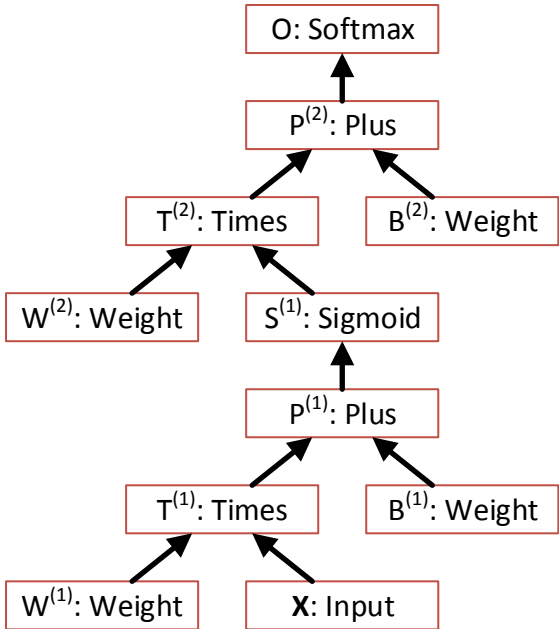 O: Softmax
P(2): Plus
T(2): Times
B(2): Weight
W(2): Weight
S(1): Sigmoid
P(1): Plus
T(1): Times
B(1): Weight
W(1): Weight
X: Input